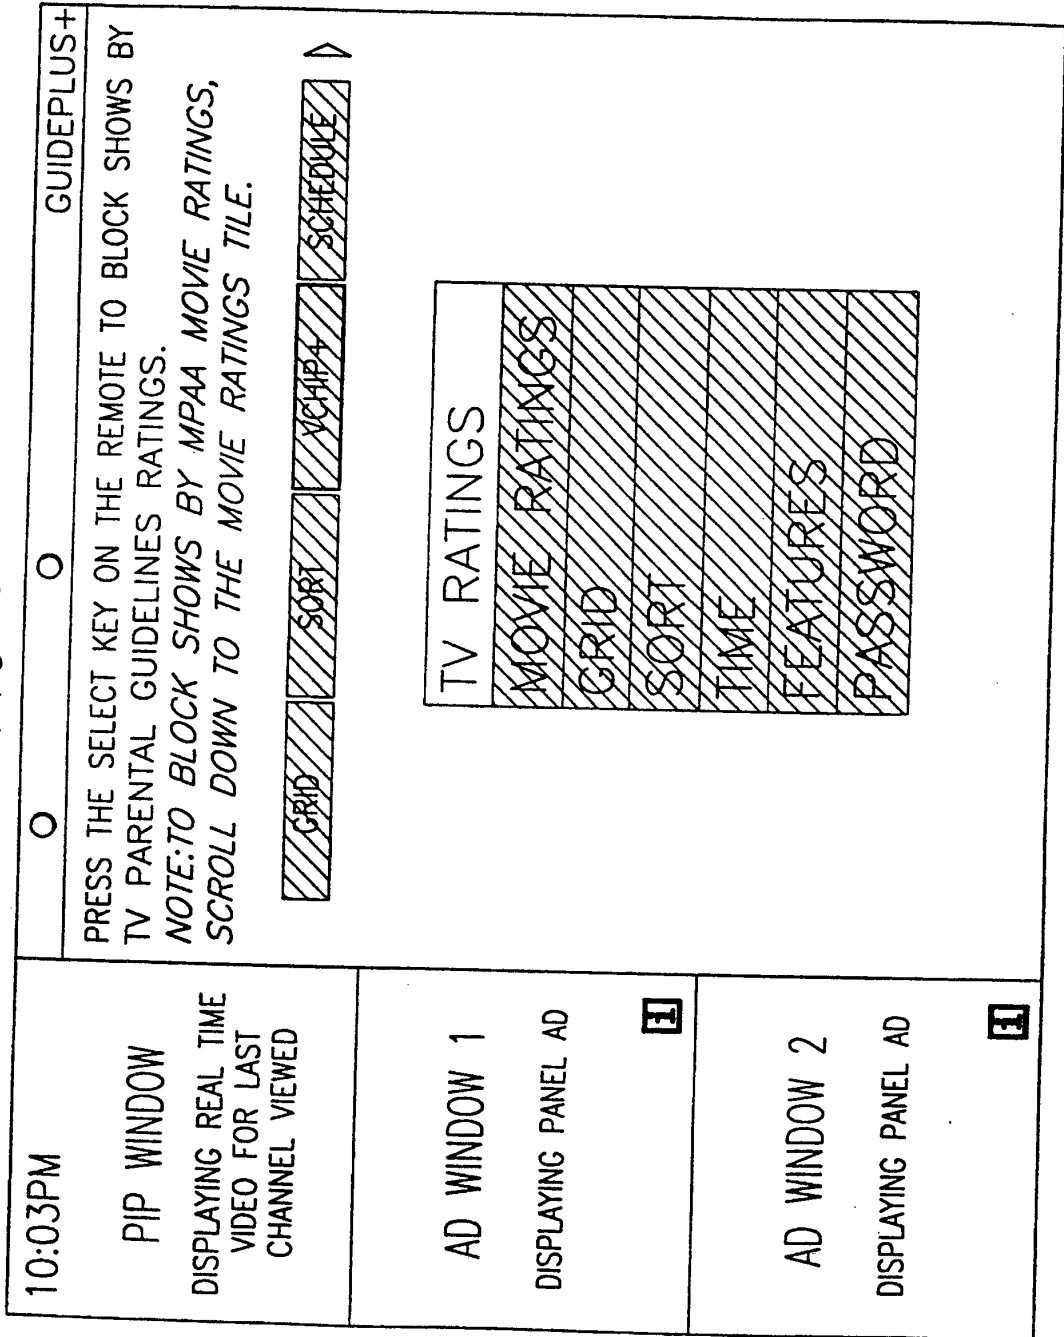 10:03PM
PIP WINDOW
DISPLAYING REAL TIME
VIDEO FOR LAST
CHANNEL VIEWED
AD WINDOW 1
DISPLAYING PANEL AD
i
AD WINDOW 2
DISPLAYING PANEL AD
i
GUIDEPLUS+
PRESS THE SELECT KEY ON THE REMOTE TO BLOCK SHOWS BY
TV PARENTAL GUIDELINES RATINGS.
NOTE:TO BLOCK SHOWS BY MPAA MOVIE RATINGS,
SCROLL DOWN TO THE MOVIE RATINGS TILE.
GRID SORT VCHIP+ SCHEDULE
TV RATINGS
MOVIE RATINGS
GRID
SORT
TIME
FEATURES
PASSWORD